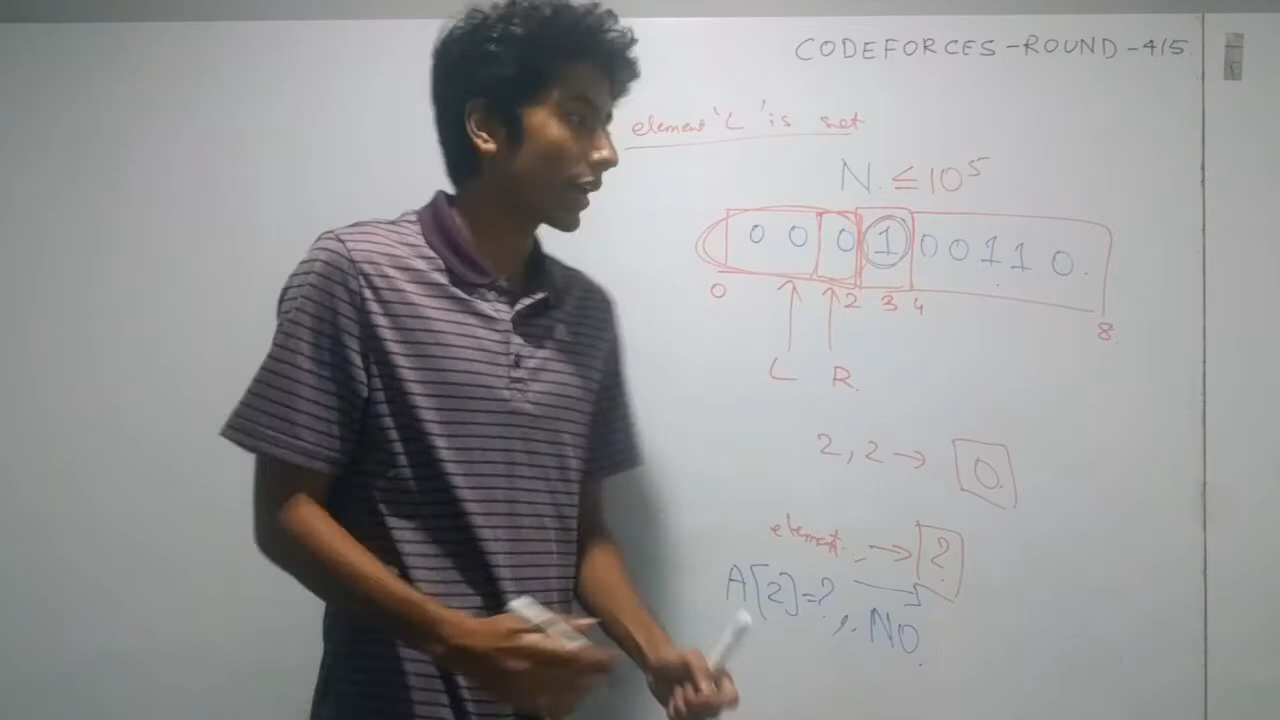 CODEFORCES-ROUND-415
element 'L' is set
N ≤ 10^5
0 0 0 1 0 0 1 1 0
0 2 3 4 8
L R
2, 2 → 0
element → ?
A[2]=? ∴ NO